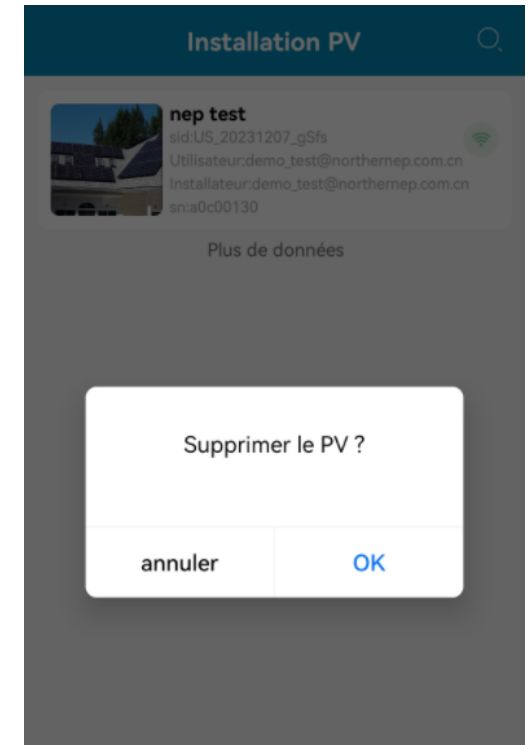 Installation PV
nep test
sid:US_20231207_gSfs
Utilisateur:demo_test@northernep.com.cn
Installateur:demo_test@northernep.com.cn
sn:a0c00130
Plus de données
Supprimer le PV ?
annuler
OK